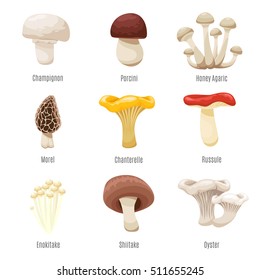 Champignon Porcini Honey Agaric
Morel Chanterelle Russule
Enokitake Shiitake Oyster
shutterstock.com · 511655245